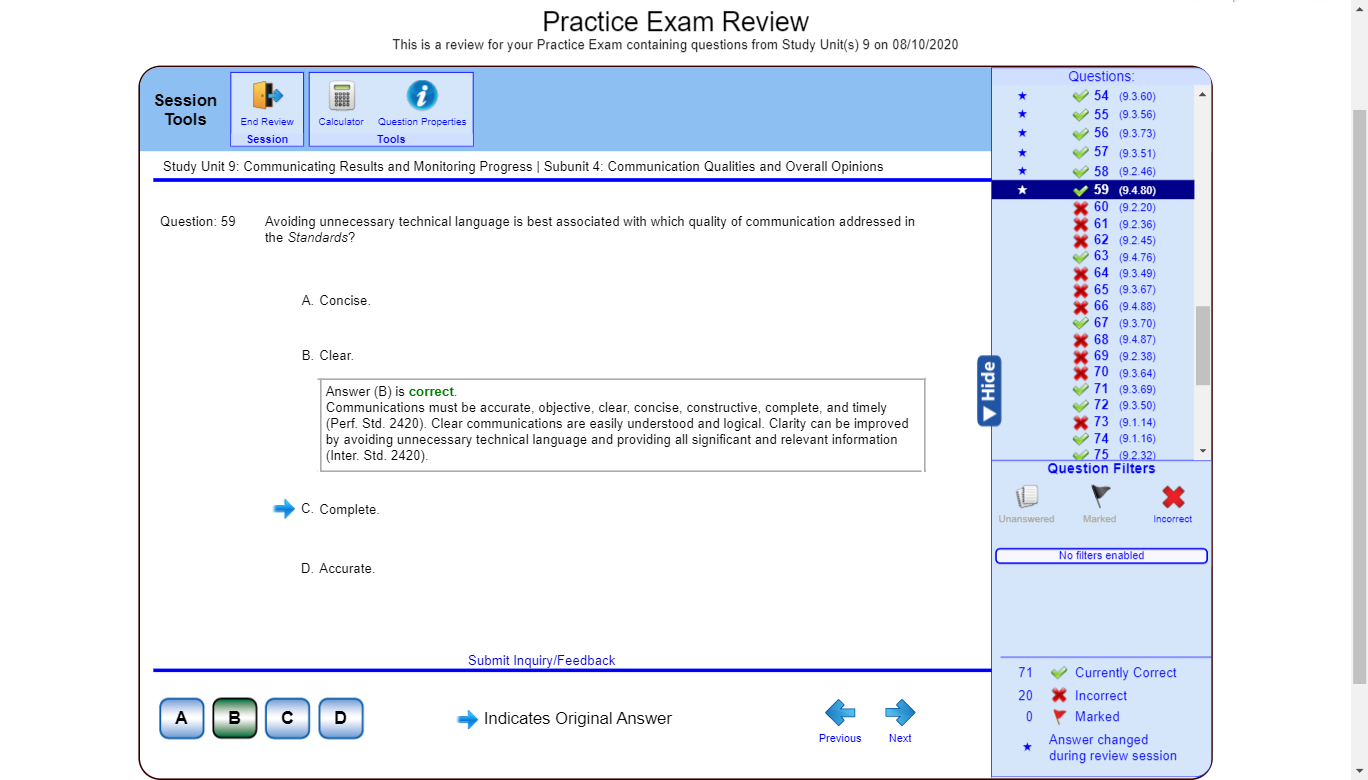 Practice Exam Review
This is a review for your Practice Exam containing questions from Study Unit(s) 9 on 08/10/2020
Session
Tools
End Review
Session
Calculator
Question Properties
Tools
Study Unit 9: Communicating Results and Monitoring Progress | Subunit 4: Communication Qualities and Overall Opinions
Question: 59
Avoiding unnecessary technical language is best associated with which quality of communication addressed in
the Standards?
A. Concise.
B. Clear.
Answer (B) is correct.
Communications must be accurate, objective, clear, concise, constructive, complete, and timely
(Perf. Std. 2420). Clear communications are easily understood and logical. Clarity can be improved
by avoiding unnecessary technical language and providing all significant and relevant information
(Inter. Std. 2420).
C. Complete.
D. Accurate.
Submit Inquiry/Feedback
A B C D
Indicates Original Answer
Previous
Next
Questions:
54 (9.3.60)
55 (9.3.56)
56 (9.3.73)
57 (9.3.51)
58 (9.2.46)
59 (9.4.80)
60 (9.2.20)
61 (9.2.36)
62 (9.2.45)
63 (9.4.76)
64 (9.3.49)
65 (9.3.67)
66 (9.4.88)
67 (9.3.70)
68 (9.4.87)
69 (9.2.38)
70 (9.3.64)
71 (9.3.69)
72 (9.3.50)
73 (9.1.14)
74 (9.1.16)
75 (9.2.32)
Hide
Question Filters
Unanswered
Marked
Incorrect
No filters enabled
71 Currently Correct
20 Incorrect
0 Marked
Answer changed
during review session